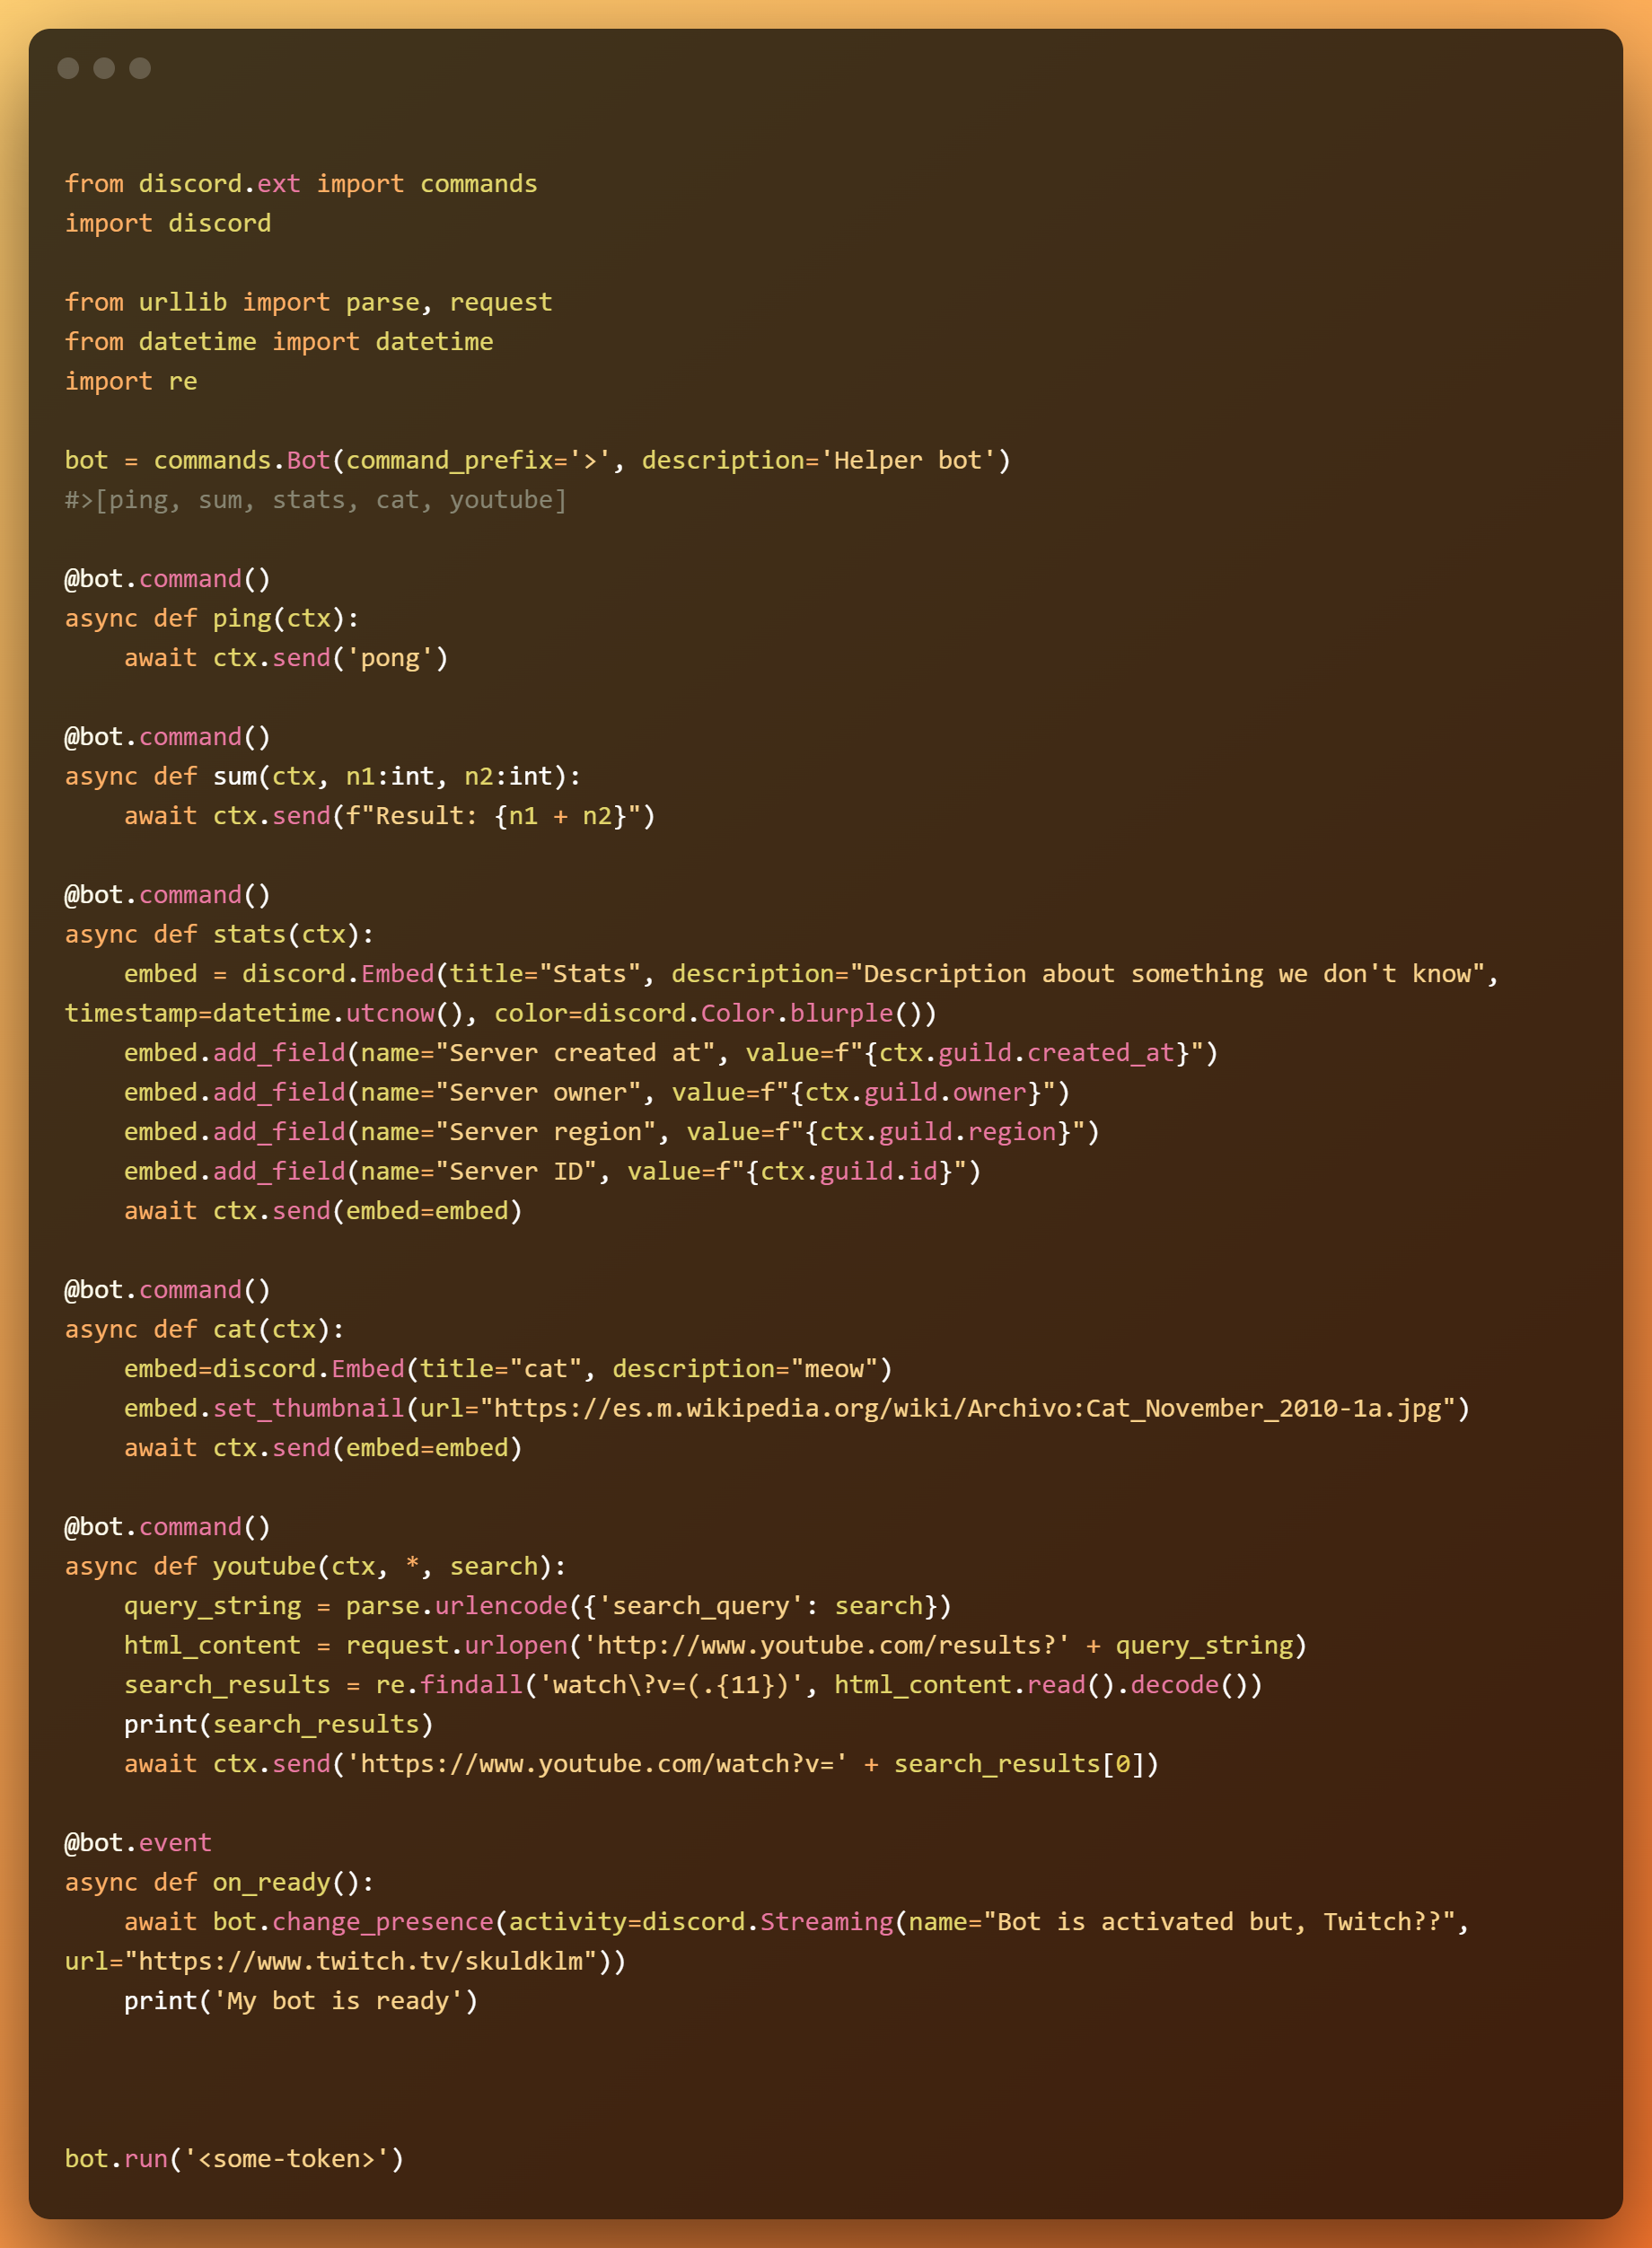 from discord.ext import commands
import discord

from urllib import parse, request
from datetime import datetime
import re

bot = commands.Bot(command_prefix='>', description='Helper bot')
#>[ping, sum, stats, cat, youtube]

@bot.command()
async def ping(ctx):
    await ctx.send('pong')

@bot.command()
async def sum(ctx, n1:int, n2:int):
    await ctx.send(f"Result: {n1 + n2}")

@bot.command()
async def stats(ctx):
    embed = discord.Embed(title="Stats", description="Description about something we don't know",
timestamp=datetime.utcnow(), color=discord.Color.blurple())
    embed.add_field(name="Server created at", value=f"{ctx.guild.created_at}")
    embed.add_field(name="Server owner", value=f"{ctx.guild.owner}")
    embed.add_field(name="Server region", value=f"{ctx.guild.region}")
    embed.add_field(name="Server ID", value=f"{ctx.guild.id}")
    await ctx.send(embed=embed)

@bot.command()
async def cat(ctx):
    embed=discord.Embed(title="cat", description="meow")
    embed.set_thumbnail(url="https://es.m.wikipedia.org/wiki/Archivo:Cat_November_2010-1a.jpg")
    await ctx.send(embed=embed)

@bot.command()
async def youtube(ctx, *, search):
    query_string = parse.urlencode({'search_query': search})
    html_content = request.urlopen('http://www.youtube.com/results?' + query_string)
    search_results = re.findall('watch\?v=(.{11})', html_content.read().decode())
    print(search_results)
    await ctx.send('https://www.youtube.com/watch?v=' + search_results[0])

@bot.event
async def on_ready():
    await bot.change_presence(activity=discord.Streaming(name="Bot is activated but, Twitch??",
url="https://www.twitch.tv/skuldklm"))
    print('My bot is ready')

bot.run('<some-token>')